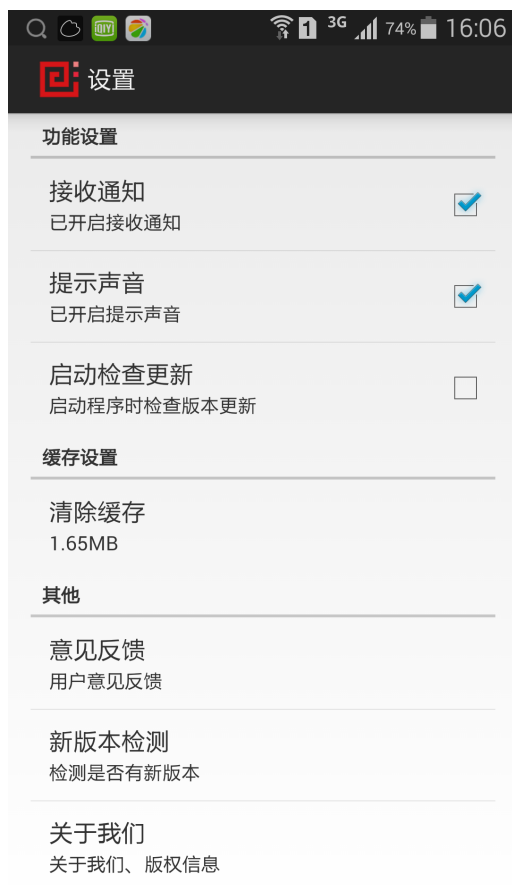 QIY
1 3G 74% 16:06
设置
功能设置
接收通知
已开启接收通知
提示声音
已开启提示声音
启动检查更新
启动程序时检查版本更新
缓存设置
清除缓存
1.65MB
其他
意见反馈
用户意见反馈
新版本检测
检测是否有新版本
关于我们
关于我们、版权信息